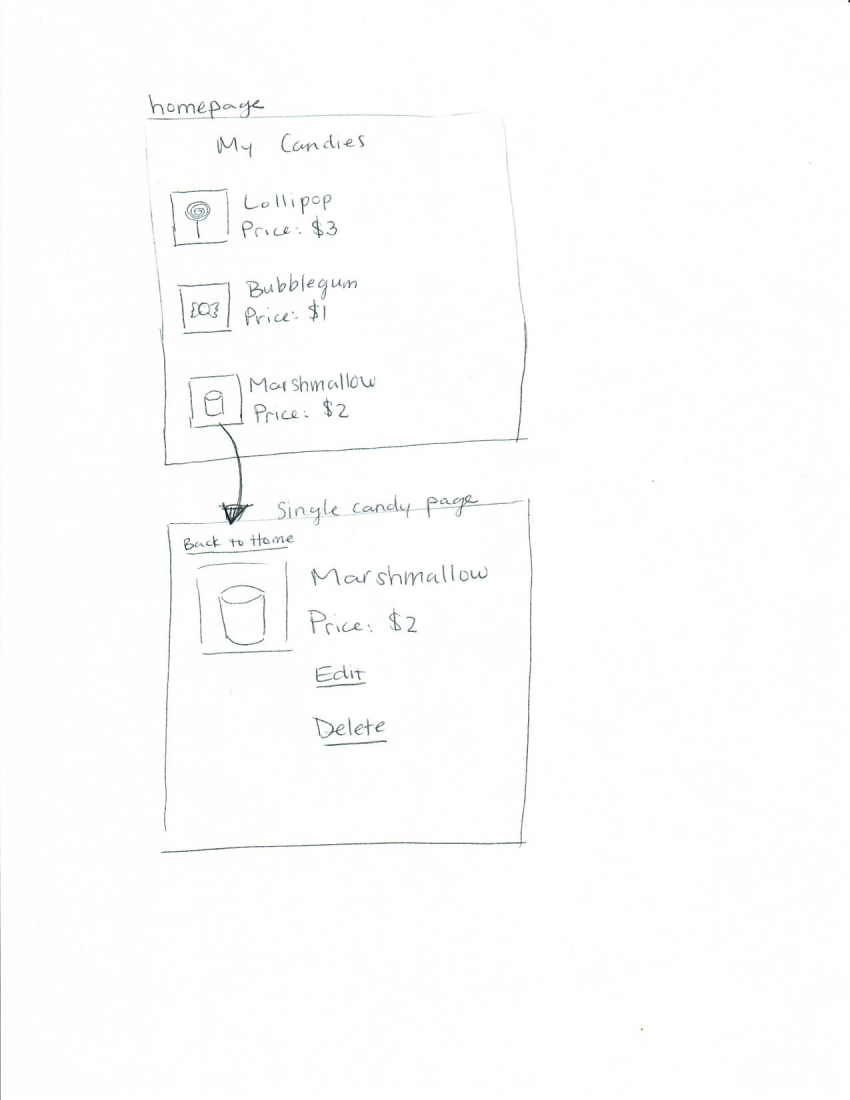 homepage
My Candies
Lollipop
Price: $3
Bubblegum
Price: $1
Marshmallow
Price: $2
Single candy page
Back to Home
Marshmallow
Price: $2
Edit
Delete